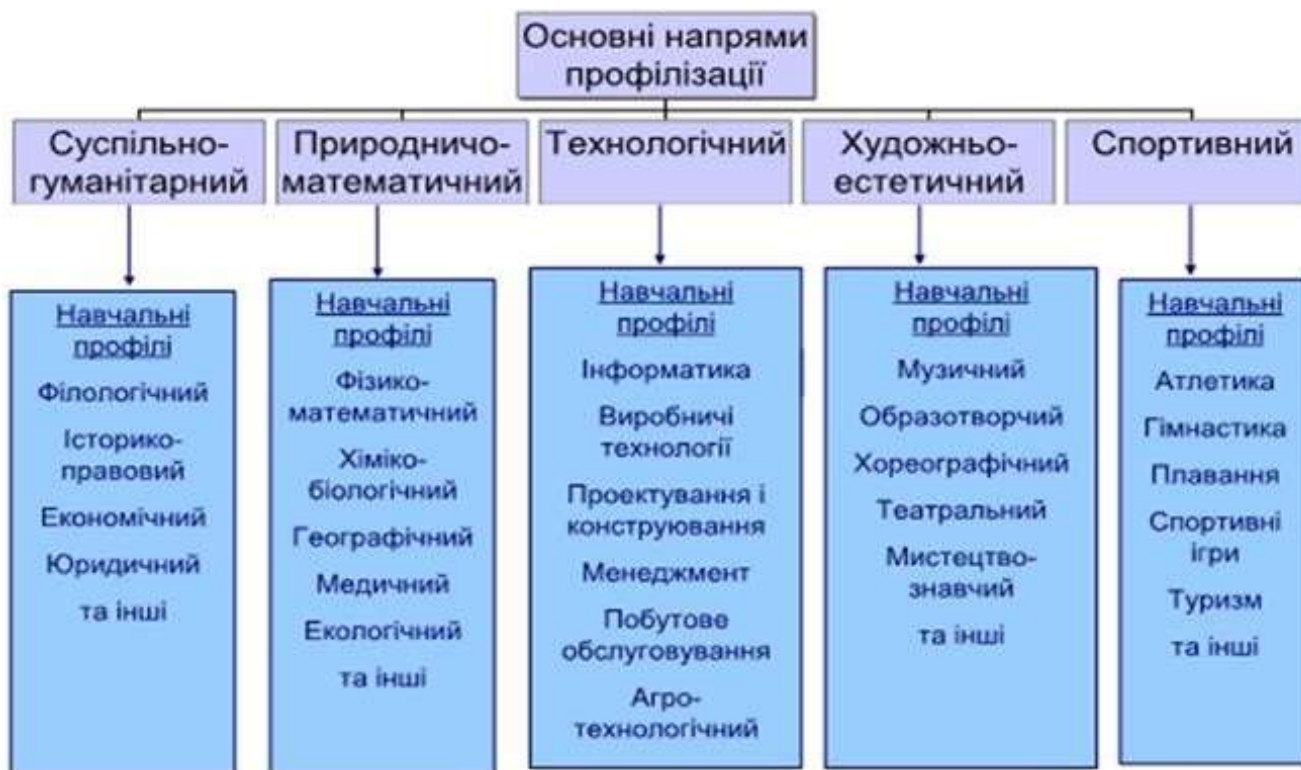 Основні напрями
профілізації
Суспільно-
гуманітарний
Природничо-
математичний
Технологічний
Художньо-
естетичний
Спортивний
Навчальні
профілі
Філологічний
Історико-
правовий
Економічний
Юридичний
та інші
Навчальні
профілі
Фізико-
математичний
Хіміко-
біологічний
Географічний
Медичний
Екологічний
та інші
Навчальні
профілі
Інформатика
Виробничі
технології
Проектування і
конструювання
Менеджмент
Побутове
обслуговування
Агро-
технологічний
Навчальні
профілі
Музичний
Образотворчий
Хореографічний
Театральний
Мистецтво-
знавчий
та інші
Навчальні
профілі
Атлетика
Гімнастика
Плавання
Спортивні
ігри
Туризм
та інші